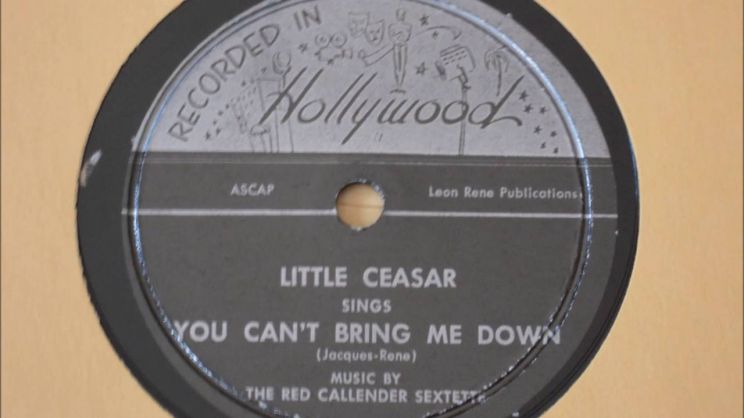 RECORDED IN
Hollywood
ASCAP Leon Rene Publications
LITTLE CEASAR
SINGS
YOU CAN'T BRING ME DOWN
(Jacques-Rene)
MUSIC BY
THE RED CALLENDER SEXTETTE